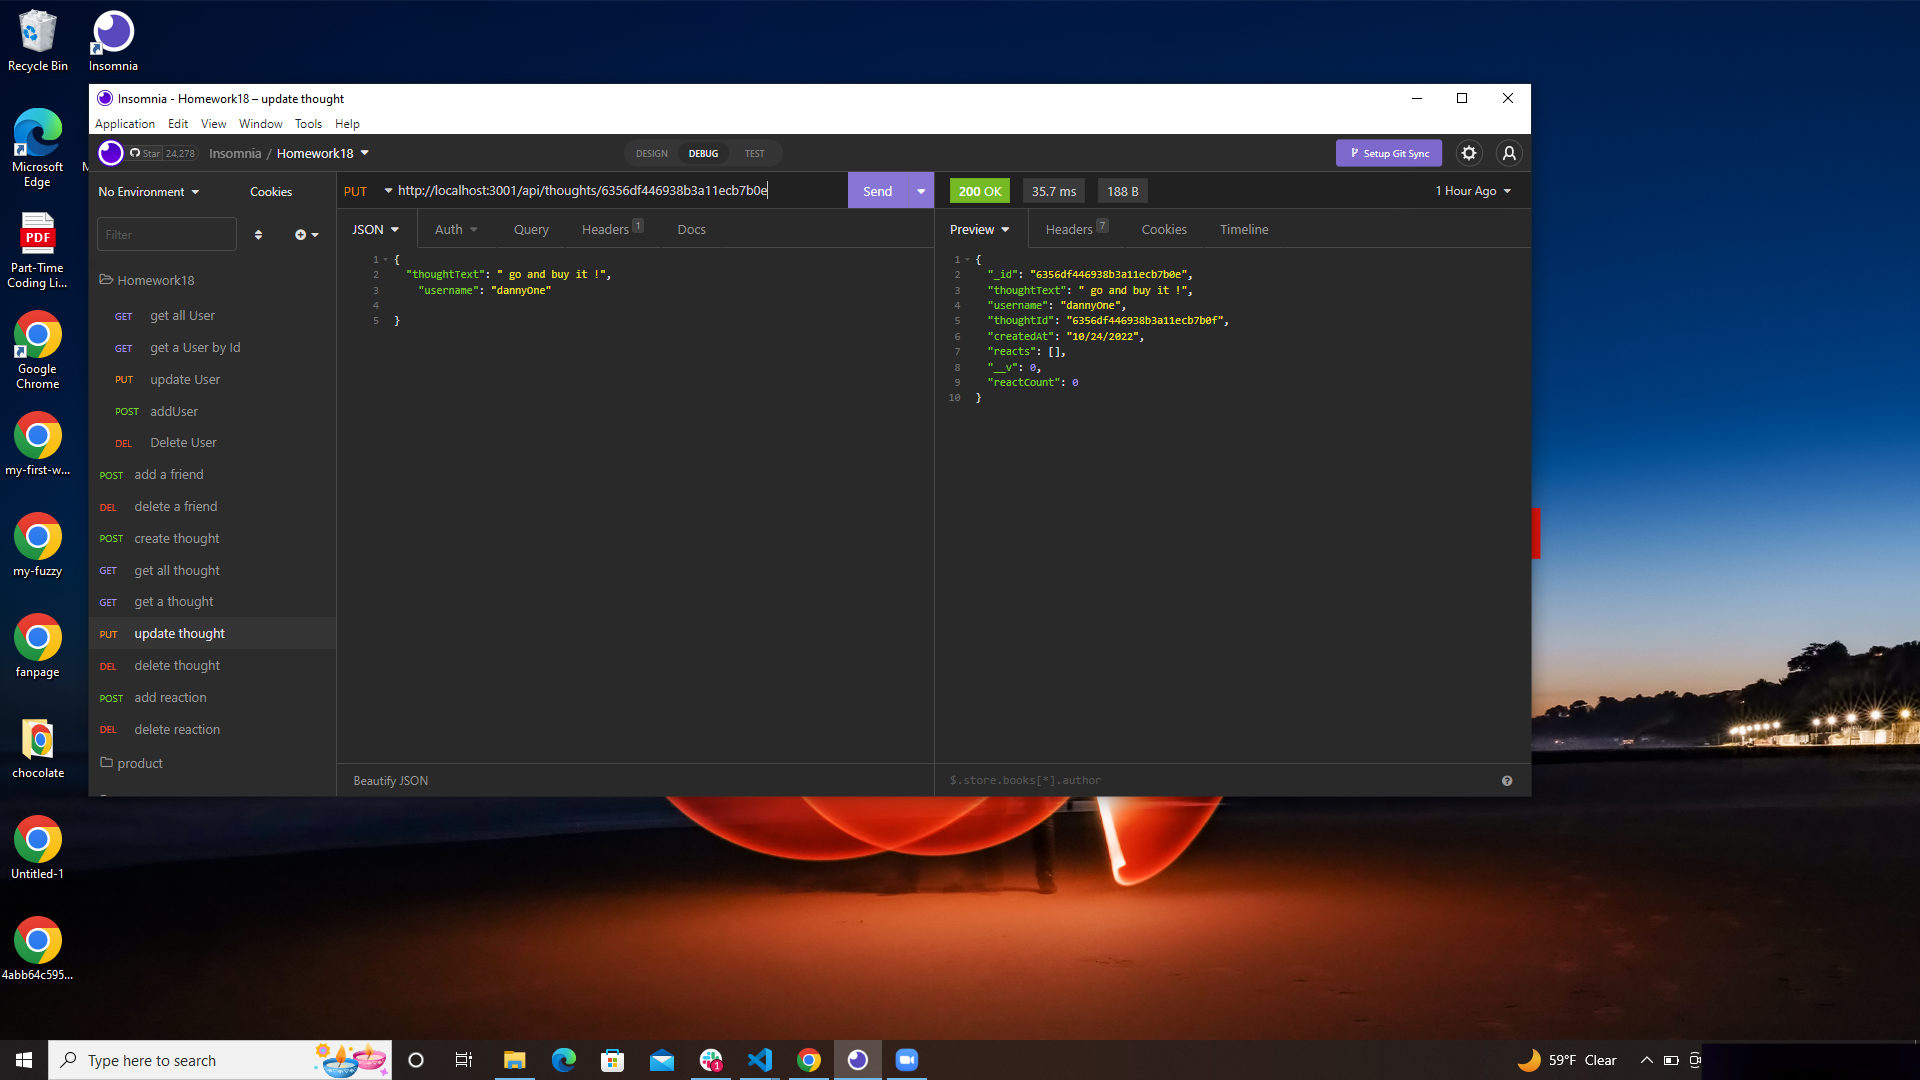 Recycle Bin
Insomnia
Microsoft
Edge
Part-Time
Coding Li...
Google
Chrome
my-first-w...
my-fuzzy
fanpage
chocolate
Untitled-1
4abb64c595...
Insomnia - Homework18 – update thought
Application Edit View Window Tools Help
Star 24,278 Insomnia / Homework18 DESIGN DEBUG TEST Setup Git Sync
No Environment Cookies
Filter
Homework18
GET get all User
GET get a User by Id
PUT update User
POST addUser
DEL Delete User
POST add a friend
DEL delete a friend
POST create thought
GET get all thought
GET get a thought
PUT update thought
DEL delete thought
POST add reaction
DEL delete reaction
product
PUT http://localhost:3001/api/thoughts/6356df446938b3a11ecb7b0e Send
JSON Auth Query Headers 1 Docs
1 {
2 "thoughtText": " go and buy it !",
3 "username": "dannyOne"
4
5 }
Beautify JSON
200 OK 35.7 ms 188 B 1 Hour Ago
Preview Headers 7 Cookies Timeline
1 {
2 "_id": "6356df446938b3a11ecb7b0e",
3 "thoughtText": " go and buy it !",
4 "username": "dannyOne",
5 "thoughtId": "6356df446938b3a11ecb7b0f",
6 "createdAt": "10/24/2022",
7 "reacts": [],
8 "__v": 0,
9 "reactCount": 0
10 }
$.store.books[*].author
Type here to search
1
59°F Clear